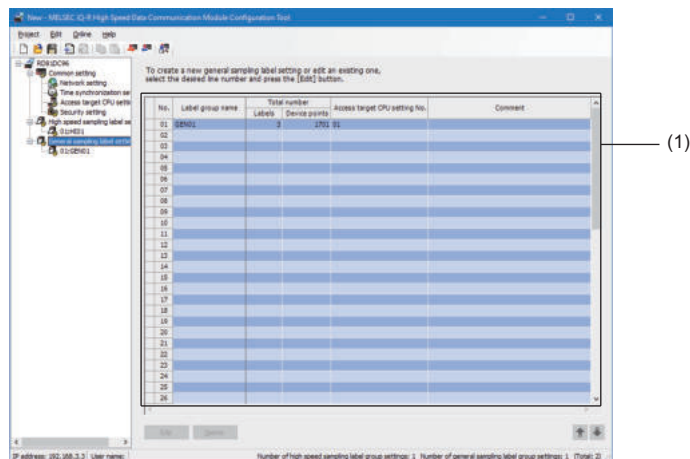 New - MELSEC iQ-R High Speed Data Communication Module Configuration Tool
Project Edit Online Help
RD81DC96
Common setting
Network setting
Time synchronization se
Access target CPU settin
Security setting
High speed sampling label se
01:HIG1
General sampling label settin
01:GEN01
To create a new general sampling label setting or edit an existing one,
select the desired line number and press the [Edit] button.
No. Label group name Total number Access target CPU setting No. Comment
Labels Device points
01 GEN01 3 1701 01
02
03
04
05
06
07
08
09
10
11
12
13
14
15
16
17
18
19
20
21
22
23
24
25
26
(1)
Edit Delete
IP address: 192.168.3.3 User name: Number of high speed sampling label group settings: 1 Number of general sampling label group settings: 1 (Total: 2)